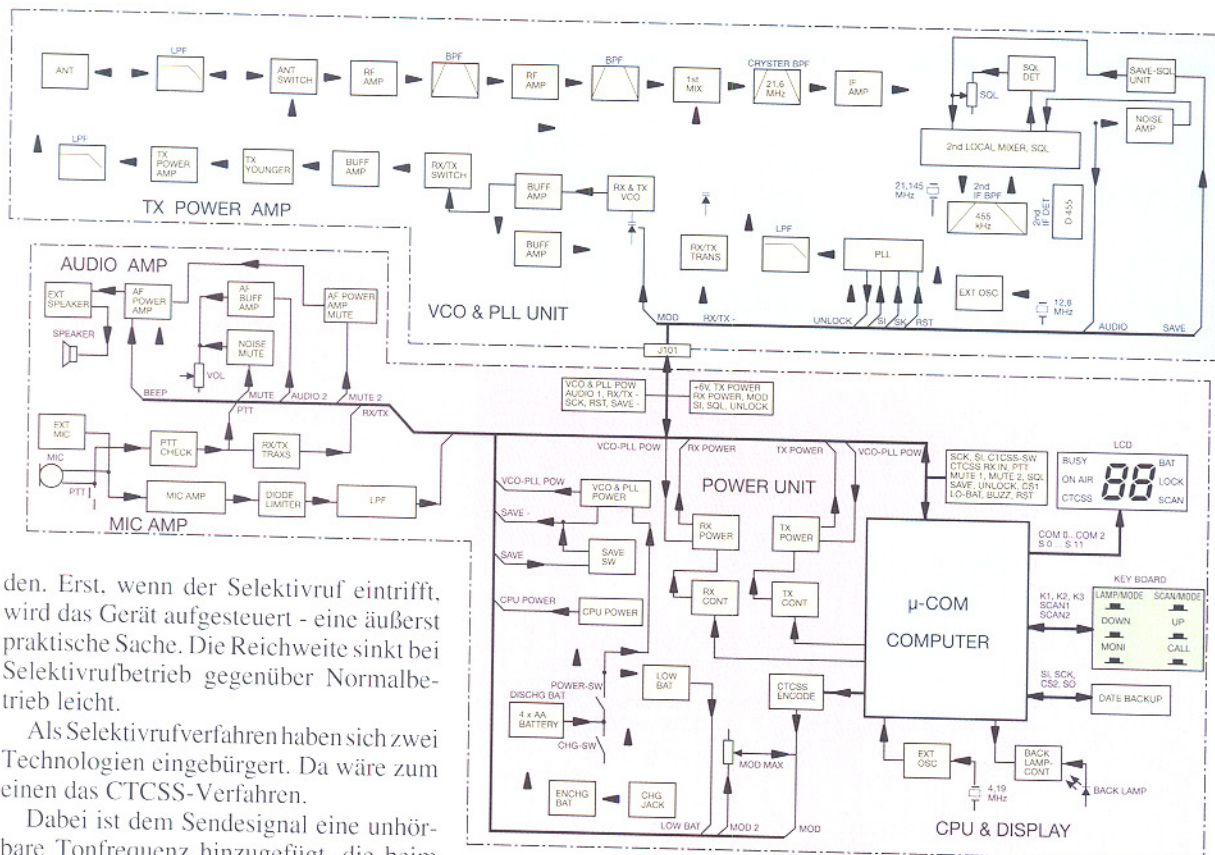 ANT
LPF
ANT SWITCH
RF AMP
BPF
RF AMP
BPF
1st MIX
CRYSTER BPF
21,6 MHz
IF AMP
SQL DET
SQL
SAVE-SQL UNIT
NOISE AMP
2nd LOCAL MIXER, SQL
LPF
TX POWER AMP
TX YOUNGER
BUFF AMP
RX/TX SWITCH
BUFF AMP
RX & TX VCO
21,145 MHz
2nd IF BPF
455 kHz
2nd IF DET
D 455
TX POWER AMP
BUFF AMP
RX/TX TRANS
LPF
PLL
EXT OSC
12,8 MHz
VCO & PLL UNIT
MOD
RX/TX -
UNLOCK
SI
SK
RST
AUDIO
SAVE
J101
AUDIO AMP
EXT SPEAKER
AF POWER AMP
AF BUFF AMP
AF POWER AMP MUTE
SPEAKER
NOISE MUTE
VOL
BEEP
MUTE
AUDIO 2
MUTE 2
PTT
RX/TX
EXT MIC
MIC
PTT CHECK
RX/TX TRAXS
PTT
MIC AMP
DIODE LIMITER
LPF
MIC AMP
VCO & PLL POW
AUDIO 1, RX/TX -
SCK, RST, SAVE -
+6V, TX POWER
RX POWER, MOD
SI, SQL, UNLOCK
VCO-PLL POW
RX POWER
TX POWER
VCO-PLL POW
SCK, SI, CTCSS-SW
CTCSS RX IN, PTT
MUTE 1, MUTE 2, SQL
SAVE, UNLOCK, CS1
LO-BAT, BUZZ, RST
LCD
BUSY
ON AIR
CTCSS
88
BAT
LOCK
SCAN
POWER UNIT
VCO-PLL POW
VCO & PLL POWER
SAVE -
SAVE SW
SAVE
CPU POWER
CPU POWER
RX POWER
TX POWER
RX CONT
TX CONT
COM 0... COM 2
S 0 ... S 11
µ-COM
COMPUTER
KEY BOARD
K1, K2, K3
SCAN1
SCAN2
LAMP/MODE
SCAN/MODE
DOWN
UP
MONI
CALL
SI, SCK,
CS2, SO
DATE BACKUP
POWER-SW
DISCHG BAT
4 x AA BATTERY
CHG-SW
LOW BAT
CTCSS ENCODE
MOD MAX
ENCHG BAT
CHG JACK
EXT OSC
4,19 MHz
BACK LAMP-CONT
BACK LAMP
LOW BAT
MOD 2
MOD
CPU & DISPLAY
den. Erst, wenn der Selektivruf eintrifft,
wird das Gerät aufgesteuert - eine äußerst
praktische Sache. Die Reichweite sinkt bei
Selektivrufbetrieb gegenüber Normalbe-
trieb leicht.
Als Selektivrufverfahren haben sich zwei
Technologien eingebürgert. Da wäre zum
einen das CTCSS-Verfahren.
Dabei ist dem Sendesignal eine unhör-
bare Tonfrequenz hinzugefügt, die beim